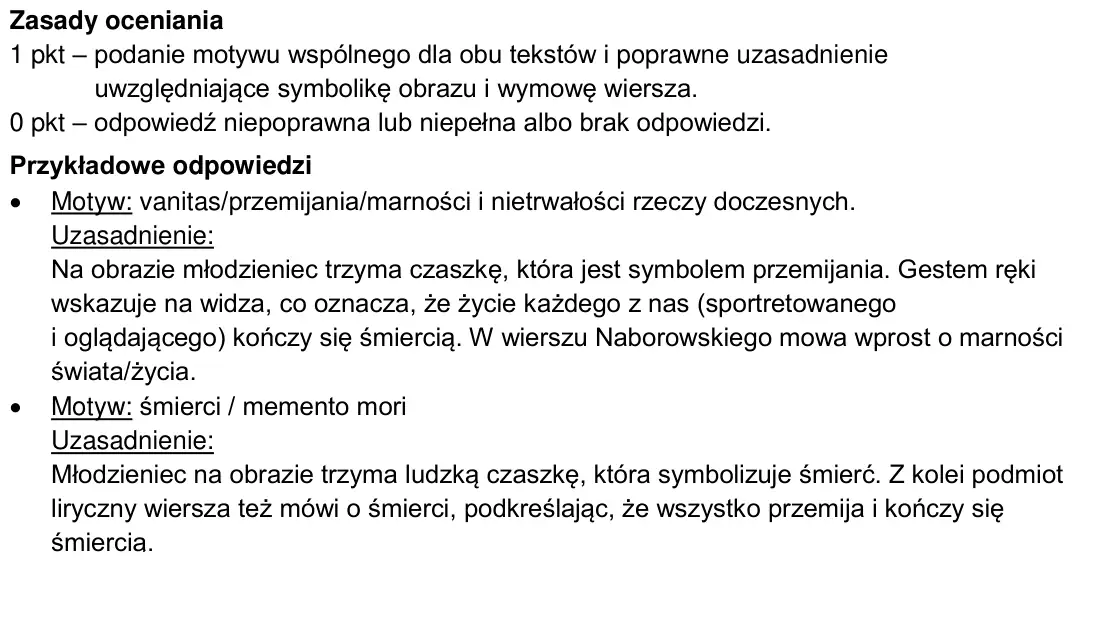 Zasady oceniania
1 pkt – podanie motywu wspólnego dla obu tekstów i poprawne uzasadnienie
uwzględniające symbolikę obrazu i wymowę wiersza.
0 pkt – odpowiedź niepoprawna lub niepełna albo brak odpowiedzi.
Przykładowe odpowiedzi
• Motyw: vanitas/przemijania/marności i nietrwałości rzeczy doczesnych.
Uzasadnienie:
Na obrazie młodzieniec trzyma czaszkę, która jest symbolem przemijania. Gestem ręki
wskazuje na widza, co oznacza, że życie każdego z nas (sportretowanego
i oglądającego) kończy się śmiercią. W wierszu Naborowskiego mowa wprost o marności
świata/życia.
• Motyw: śmierci / memento mori
Uzasadnienie:
Młodzieniec na obrazie trzyma ludzką czaszkę, która symbolizuje śmierć. Z kolei podmiot
liryczny wiersza też mówi o śmierci, podkreślając, że wszystko przemija i kończy się
śmiercią.